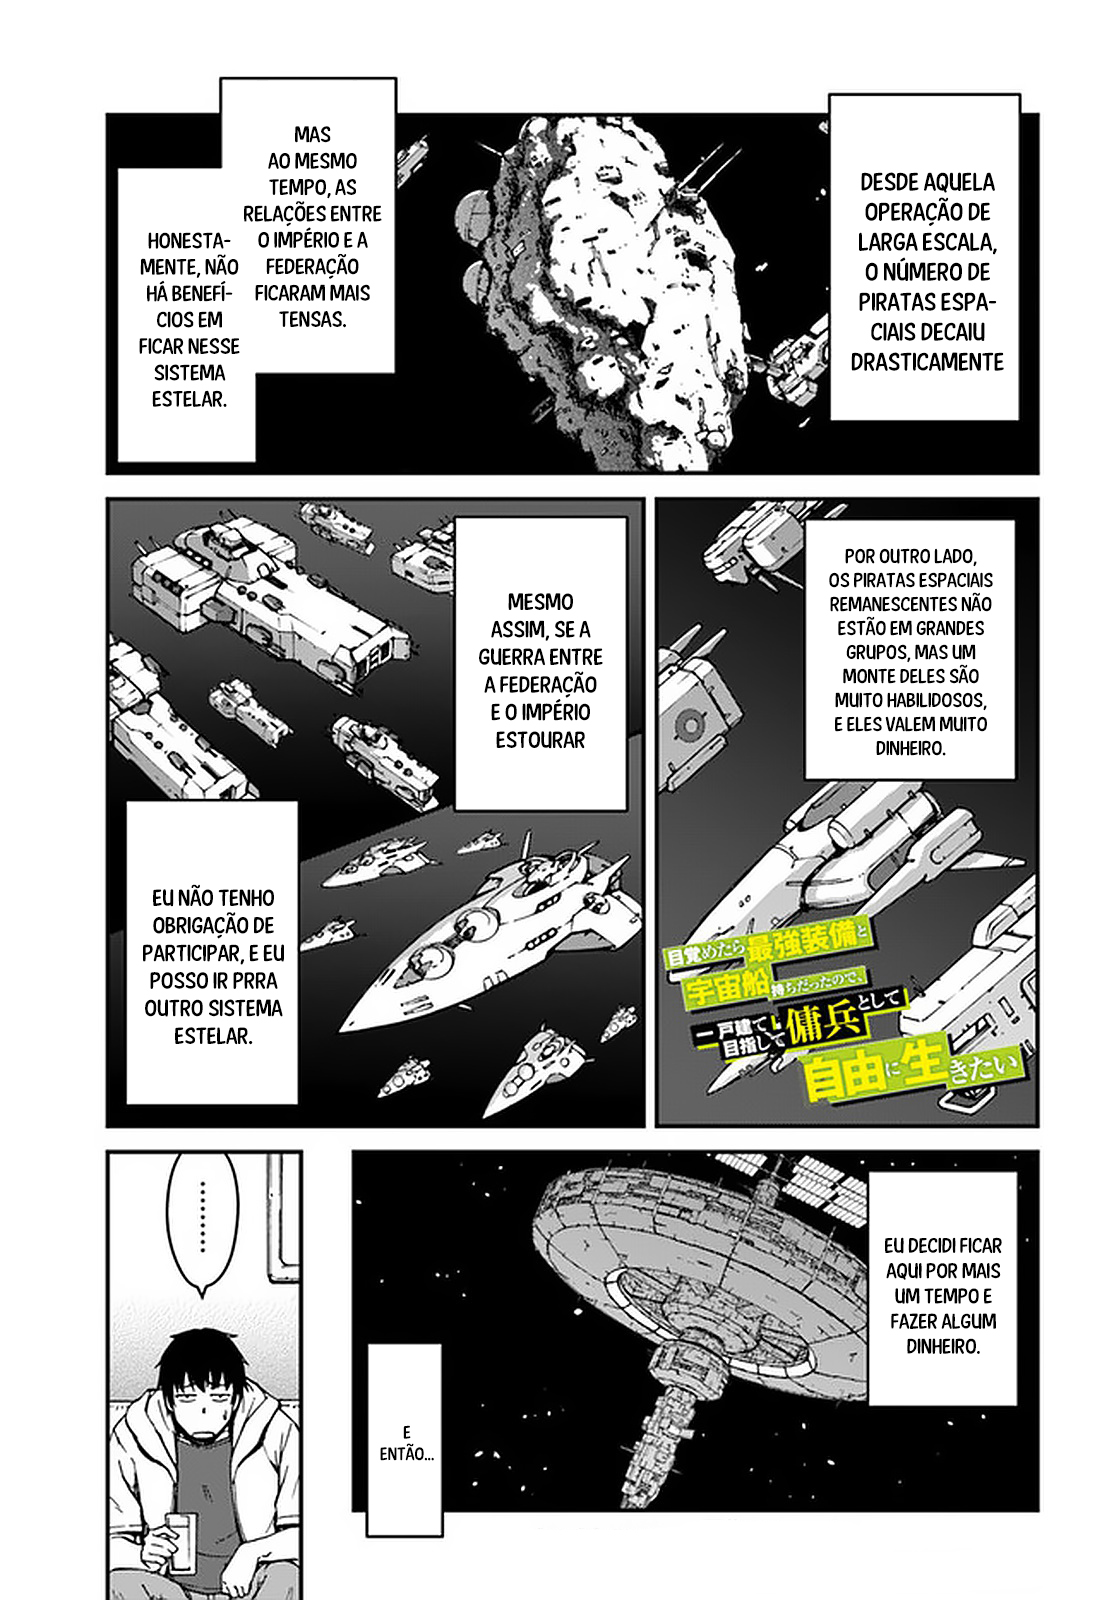 DESDE AQUELA
OPERAÇÃO DE
LARGA ESCALA,
O NÚMERO DE
PIRATAS ESPA-
CIAIS DECAIU
DRASTICAMENTE
MAS
AO MESMO
TEMPO, AS
RELAÇÕES ENTRE
O IMPÉRIO E A
FEDERAÇÃO
FICARAM MAIS
TENSAS.
HONESTA-
MENTE, NÃO
HÁ BENEFÍ-
CIOS EM
FICAR NESSE
SISTEMA
ESTELAR.
POR OUTRO LADO,
OS PIRATAS ESPACIAIS
REMANESCENTES NÃO
ESTÃO EM GRANDES
GRUPOS, MAS UM
MONTE DELES SÃO
MUITO HABILIDOSOS,
E ELES VALEM MUITO
DINHEIRO.
目覚めたら最強装備と
宇宙船持ちだったので、
一戸建て
目指して傭兵として
自由に生きたい
MESMO
ASSIM, SE A
GUERRA ENTRE
A FEDERAÇÃO
E O IMPÉRIO
ESTOURAR
EU NÃO TENHO
OBRIGAÇÃO DE
PARTICIPAR, E EU
POSSO IR PRRA
OUTRO SISTEMA
ESTELAR.
EU DECIDI FICAR
AQUI POR MAIS
UM TEMPO E
FAZER ALGUM
DINHEIRO.
E
ENTÃO...
.........